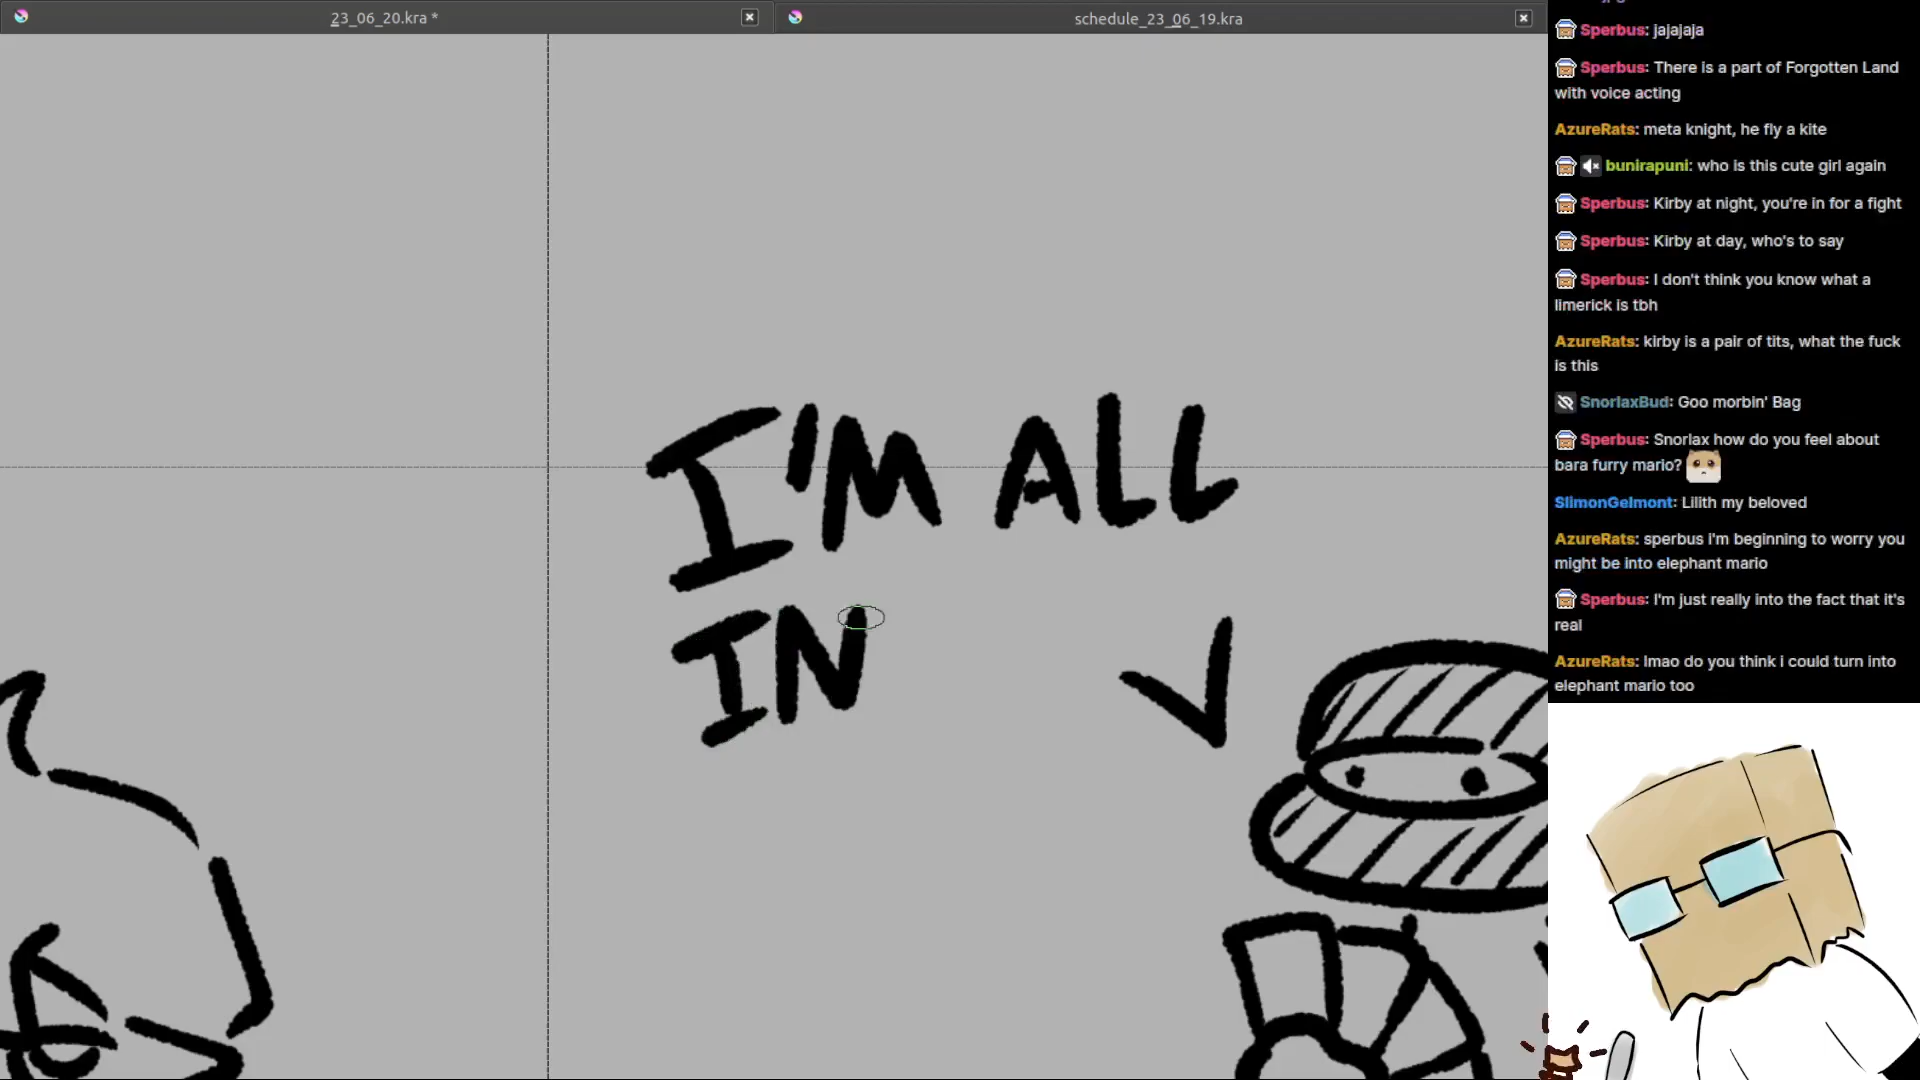 23_06_20.kra *
schedule_23_06_19.kra
I'M ALL
IN
Sperbus: jajajaja
Sperbus: There is a part of Forgotten Land
with voice acting
AzureRats: meta knight, he fly a kite
bunirapuni: who is this cute girl again
Sperbus: Kirby at night, you're in for a fight
Sperbus: Kirby at day, who's to say
Sperbus: I don't think you know what a
limerick is tbh
AzureRats: kirby is a pair of tits, what the fuck
is this
SnorlaxBud: Goo morbin' Bag
Sperbus: Snorlax how do you feel about
bara furry mario?
SlimonGelmont: Lilith my beloved
AzureRats: sperbus i'm beginning to worry you
might be into elephant mario
Sperbus: I'm just really into the fact that it's
real
AzureRats: lmao do you think i could turn into
elephant mario too